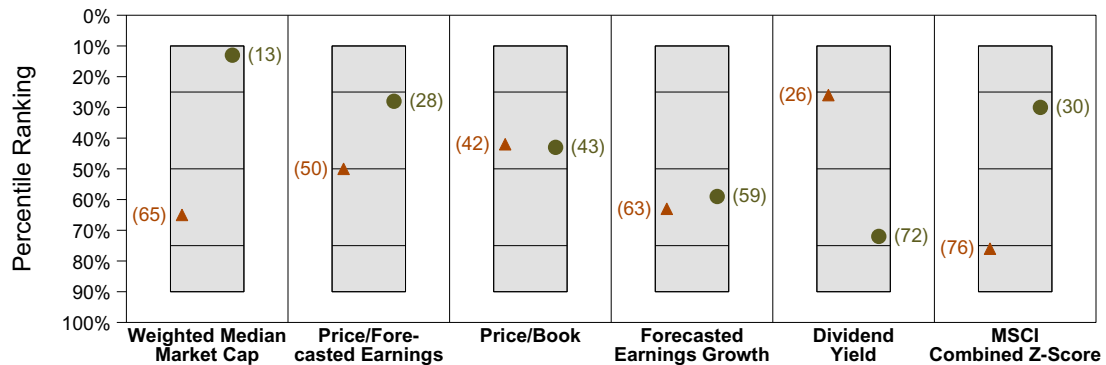 Percentile Ranking
0%
10%
20%
30%
40%
50%
60%
70%
80%
90%
100%
(13)
(65)
(28)
(50)
(42)
(43)
(63)
(59)
(26)
(72)
(30)
(76)
Weighted Median
Market Cap
Price/Fore-
casted Earnings
Price/Book
Forecasted
Earnings Growth
Dividend
Yield
MSCI
Combined Z-Score